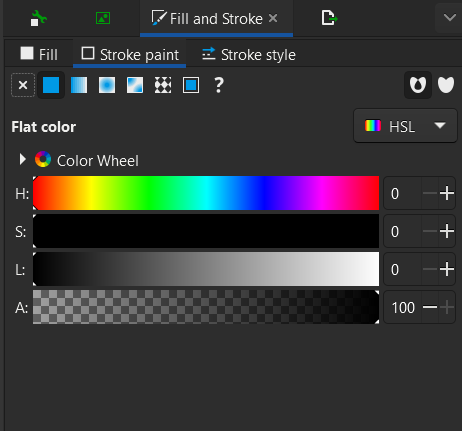 Fill and Stroke ×
Fill Stroke paint Stroke style
?
Flat color HSL
Color Wheel
H: 0
S: 0
L: 0
A: 100